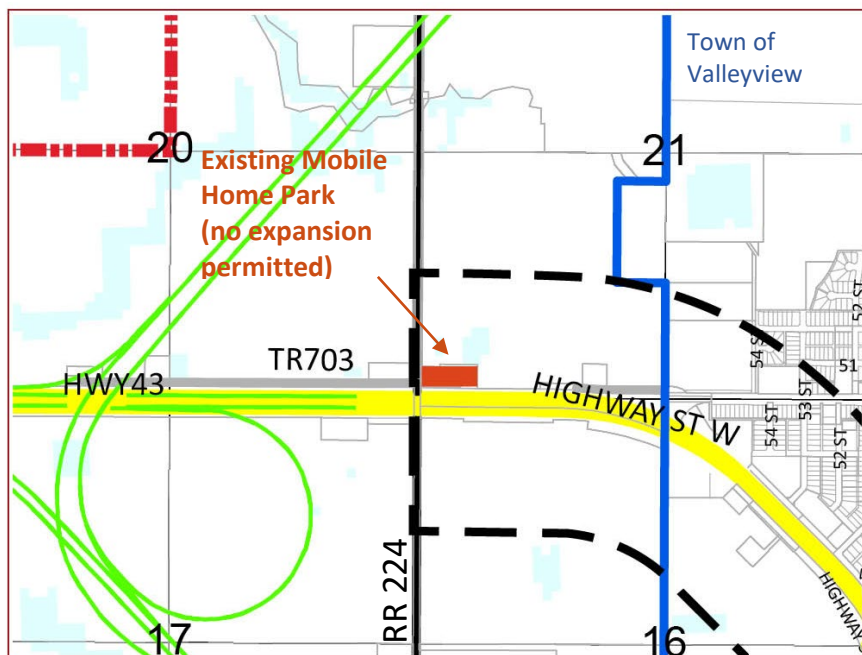 Town of
Valleyview
20
21
Existing Mobile
Home Park
(no expansion
permitted)
52 ST
54 ST
51
TR703
HWY43
HIGHWAY ST W
53 ST
54 ST
52 ST
RR 224
HIGHWAY
17
16